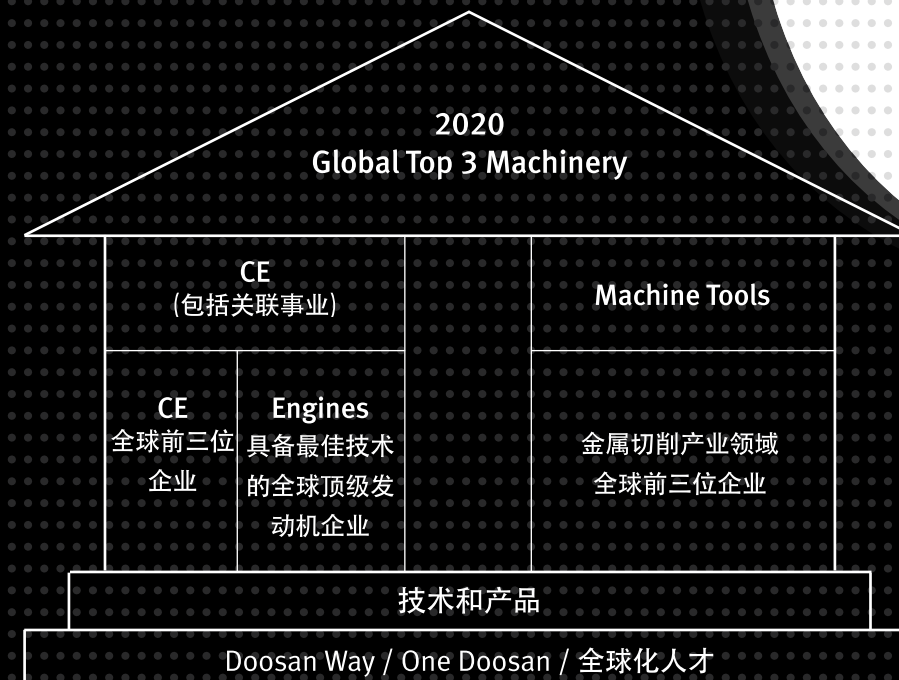 2020
Global Top 3 Machinery
CE
(包括关联事业)
Machine Tools
CE
全球前三位
企业
Engines
具备最佳技术
的全球顶级发
动机企业
金属切削产业领域
全球前三位企业
技术和产品
Doosan Way / One Doosan / 全球化人才